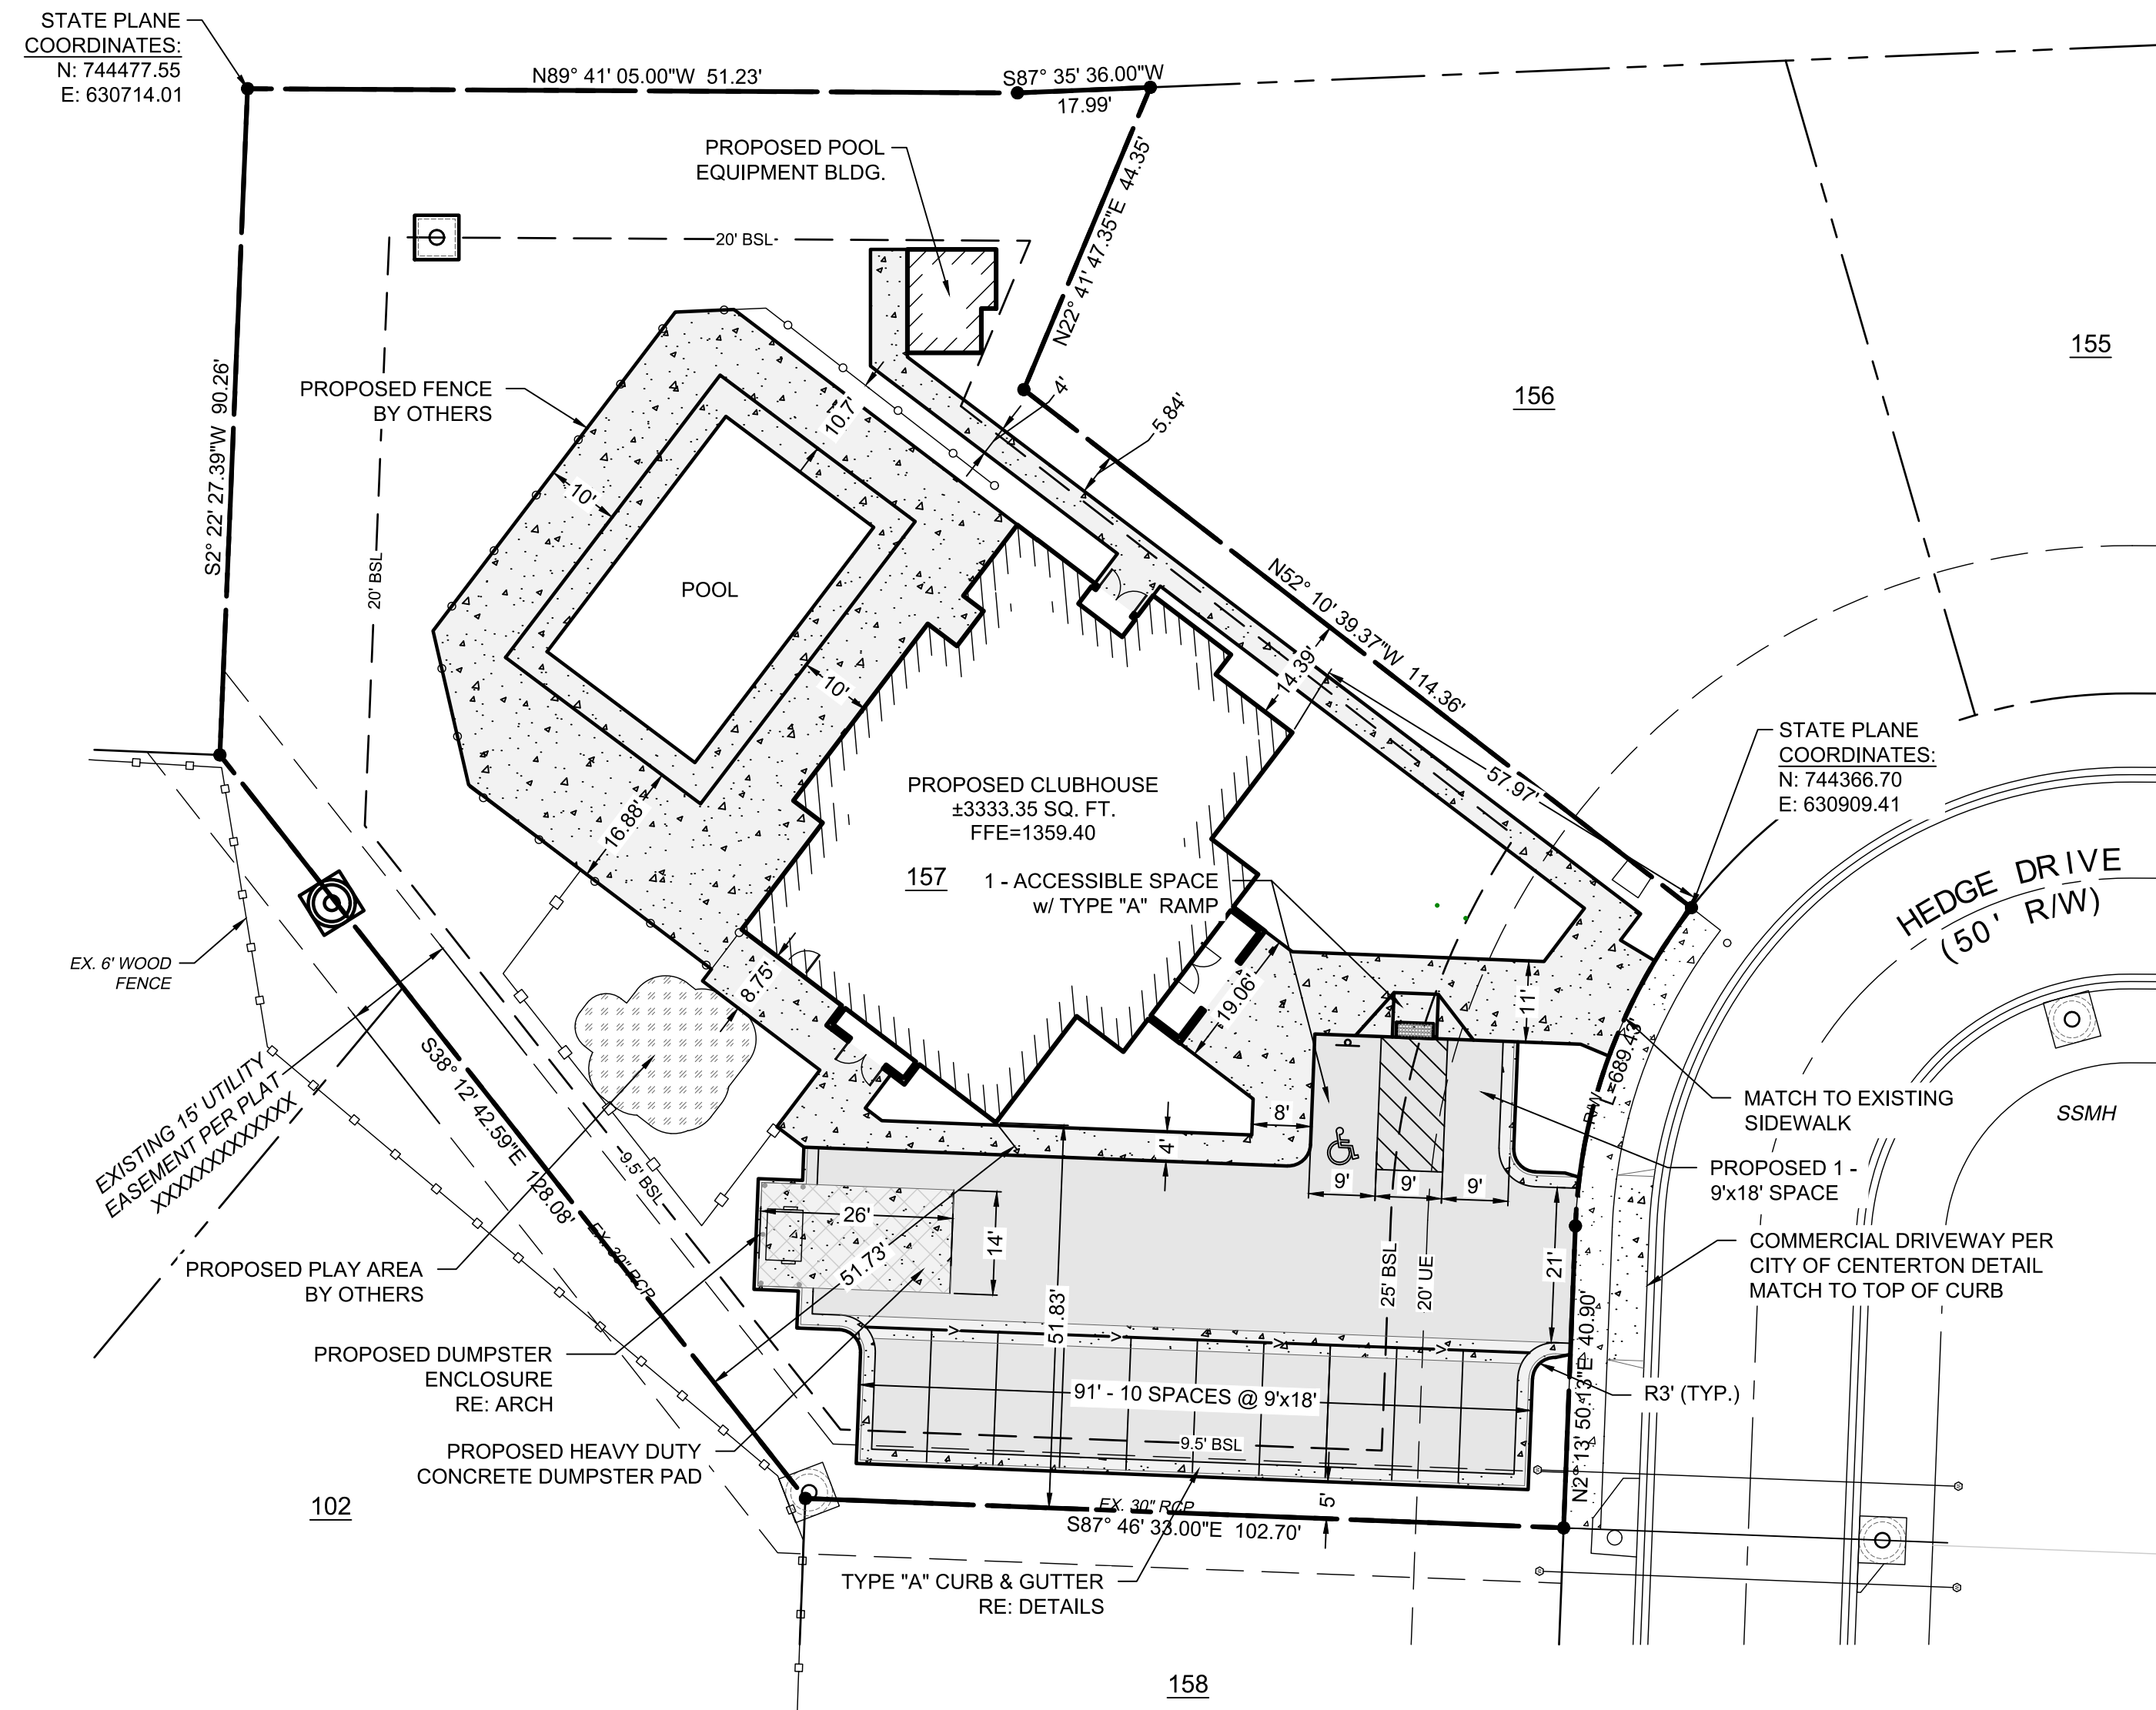 STATE PLANE
COORDINATES:
N: 744477.55
E: 630714.01
N89° 41' 05.00"W 51.23'
S87° 35' 36.00"W
17.99'
PROPOSED POOL
EQUIPMENT BLDG.
N22° 41' 47.35"E 44.35'
20' BSL
155
156
S2° 22' 27.39"W 90.26'
PROPOSED FENCE
BY OTHERS
10.7'
4'
5.84'
10'
20' BSL
POOL
N52° 10' 39.37"W 114.36'
14.39'
10'
STATE PLANE
COORDINATES:
N: 744366.70
E: 630909.41
57.97'
PROPOSED CLUBHOUSE
±3333.35 SQ. FT.
FFE=1359.40
16.88'
157
1 - ACCESSIBLE SPACE
w/ TYPE "A" RAMP
HEDGE DRIVE
(50' R/W)
EX. 6' WOOD
FENCE
8.75'
19.06'
11'
R/W L=689.43'
EXISTING 15' UTILITY
EASEMENT PER PLAT
XXXXXXXXXXXXX
S38° 12' 42.59"E 128.08'
MATCH TO EXISTING
SIDEWALK
SSMH
8'
4'
9.5' BSL
9'
9'
9'
PROPOSED 1 -
9'x18' SPACE
26'
14'
51.73'
EX. 30" RCP
21'
PROPOSED PLAY AREA
BY OTHERS
COMMERCIAL DRIVEWAY PER
CITY OF CENTERTON DETAIL
MATCH TO TOP OF CURB
25' BSL
20' UE
51.83'
PROPOSED DUMPSTER
ENCLOSURE
RE: ARCH
91' - 10 SPACES @ 9'x18'
R3' (TYP.)
N2° 13' 50.13"E 40.90'
9.5' BSL
PROPOSED HEAVY DUTY
CONCRETE DUMPSTER PAD
102
EX. 30" RCP
5'
S87° 46' 33.00"E 102.70'
TYPE "A" CURB & GUTTER
RE: DETAILS
158